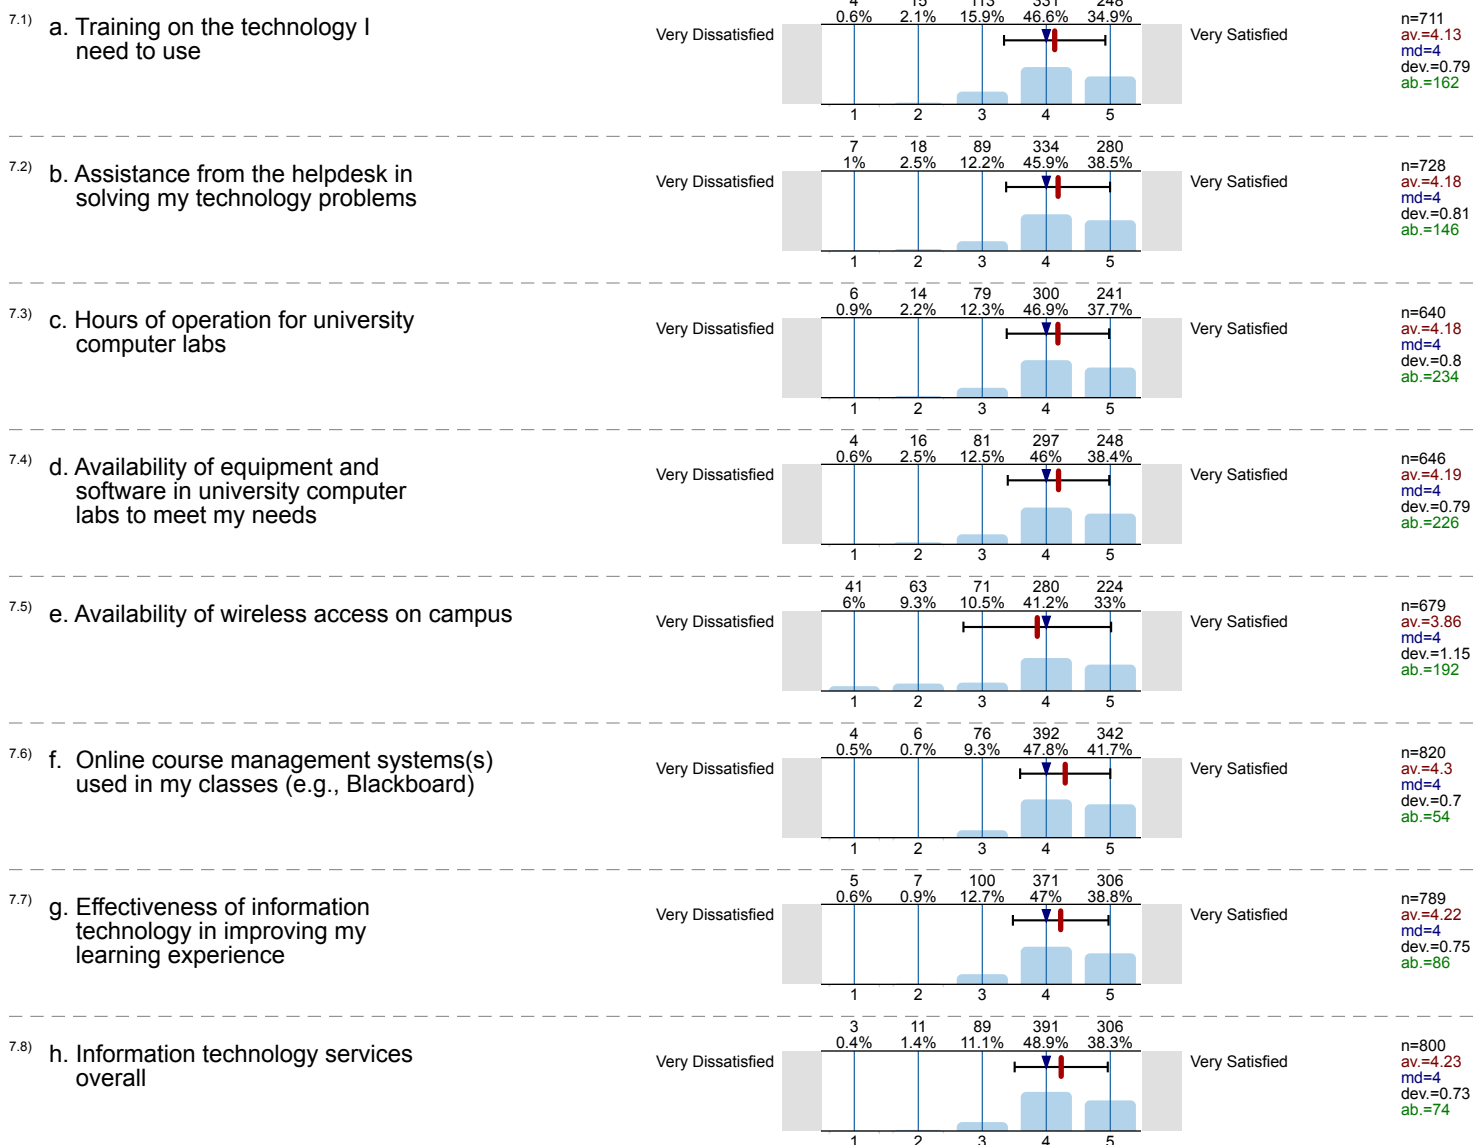 4 15 113 331 248
0.6% 2.1% 15.9% 46.6% 34.9%
7.1) a. Training on the technology I
need to use
Very Dissatisfied
Very Satisfied
n=711
av.=4.13
md=4
dev.=0.79
ab.=162
1 2 3 4 5
7 18 89 334 280
1% 2.5% 12.2% 45.9% 38.5%
7.2) b. Assistance from the helpdesk in
solving my technology problems
Very Dissatisfied
Very Satisfied
n=728
av.=4.18
md=4
dev.=0.81
ab.=146
1 2 3 4 5
6 14 79 300 241
0.9% 2.2% 12.3% 46.9% 37.7%
7.3) c. Hours of operation for university
computer labs
Very Dissatisfied
Very Satisfied
n=640
av.=4.18
md=4
dev.=0.8
ab.=234
1 2 3 4 5
4 16 81 297 248
0.6% 2.5% 12.5% 46% 38.4%
7.4) d. Availability of equipment and
software in university computer
labs to meet my needs
Very Dissatisfied
Very Satisfied
n=646
av.=4.19
md=4
dev.=0.79
ab.=226
1 2 3 4 5
41 63 71 280 224
6% 9.3% 10.5% 41.2% 33%
7.5) e. Availability of wireless access on campus
Very Dissatisfied
Very Satisfied
n=679
av.=3.86
md=4
dev.=1.15
ab.=192
1 2 3 4 5
4 6 76 392 342
0.5% 0.7% 9.3% 47.8% 41.7%
7.6) f. Online course management systems(s)
used in my classes (e.g., Blackboard)
Very Dissatisfied
Very Satisfied
n=820
av.=4.3
md=4
dev.=0.7
ab.=54
1 2 3 4 5
5 7 100 371 306
0.6% 0.9% 12.7% 47% 38.8%
7.7) g. Effectiveness of information
technology in improving my
learning experience
Very Dissatisfied
Very Satisfied
n=789
av.=4.22
md=4
dev.=0.75
ab.=86
1 2 3 4 5
3 11 89 391 306
0.4% 1.4% 11.1% 48.9% 38.3%
7.8) h. Information technology services
overall
Very Dissatisfied
Very Satisfied
n=800
av.=4.23
md=4
dev.=0.73
ab.=74
1 2 3 4 5